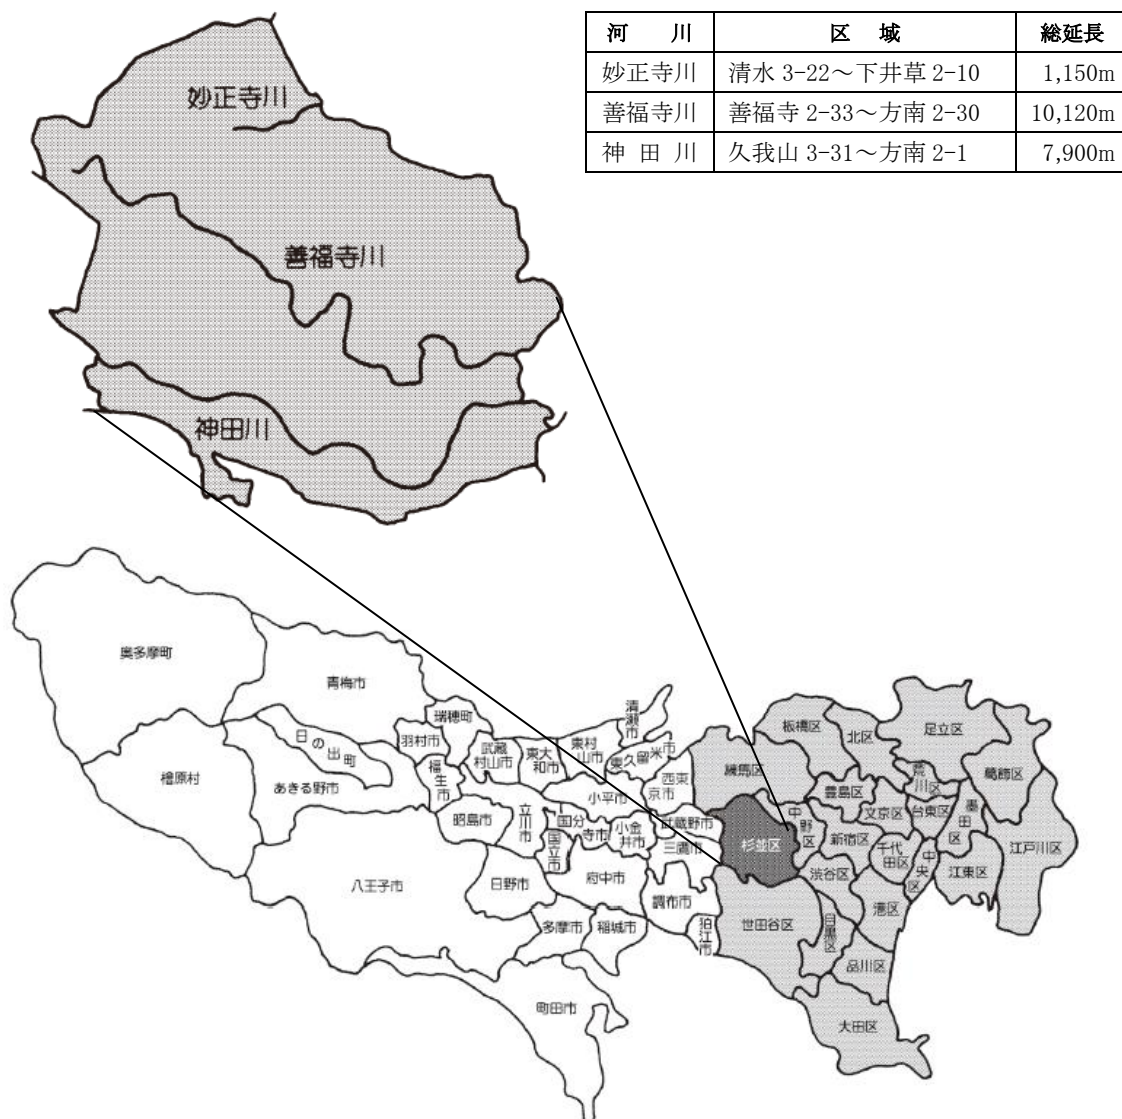 河 川 区 域 総延長
妙正寺川 清水 3-22～下井草 2-10 1,150m
善福寺川 善福寺 2-33～方南 2-30 10,120m
神 田 川 久我山 3-31～方南 2-1 7,900m
妙正寺川
善福寺川
神田川
奥多摩町
青梅市
瑞穂町
羽村市
日の出町
檜原村
あきる野市
福生市
武蔵
村山市
東大
和市
東村
山市
清瀬市
東久留米市
西東
京市
小平市
昭島市
立川市
国分
寺市
国立市
小金
井市
武蔵野市
三鷹市
八王子市
日野市
府中市
調布市
多摩市
稲城市
狛江市
町田市
練馬区
板橋区
北区
足立区
葛飾区
荒川区
豊島区
文京区
台東区
墨田区
杉並区
中野区
新宿区
千代
田区
中央区
江東区
江戸川区
渋谷区
世田谷区
目黒区
港区
品川区
大田区